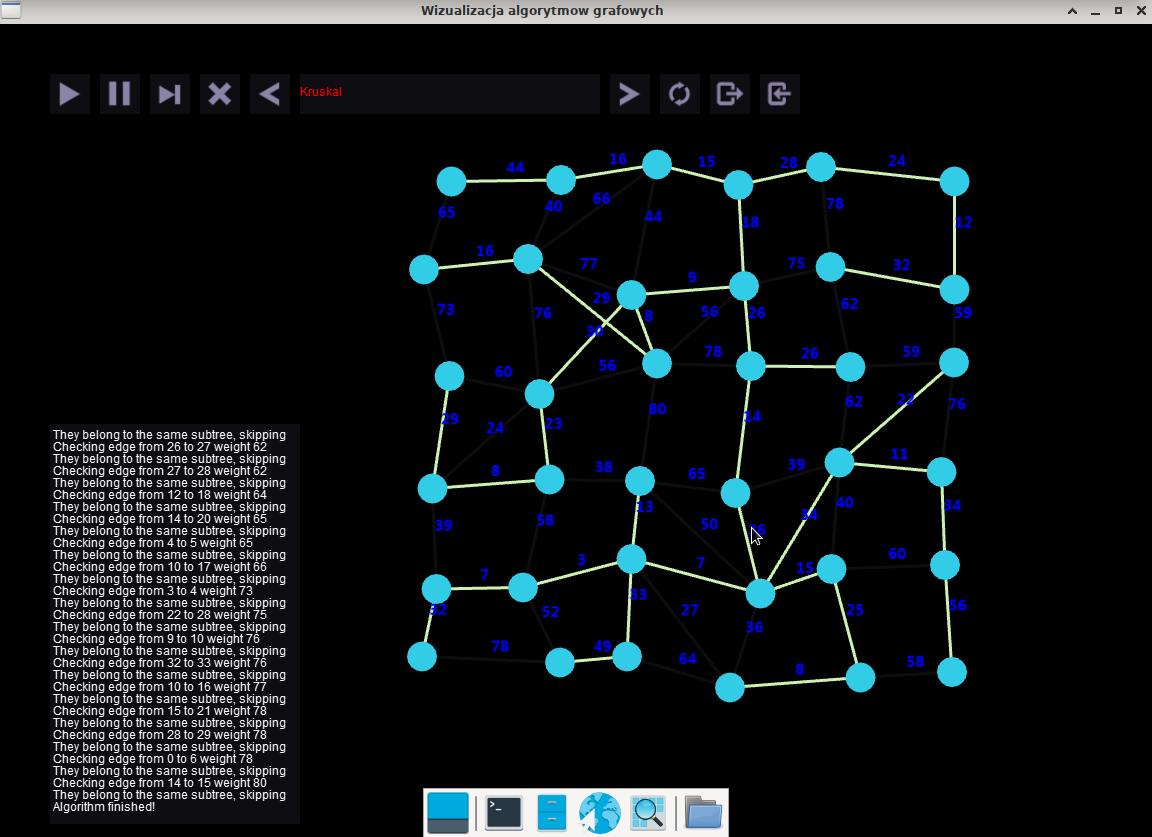 Wizualizacja algorytmow grafowych
Kruskal
44 16 15 28 24
65 40 66 44 18 78 12
16 77 9 75 32
73 76 29 30 8 56 26 62 59
60 56 78 26 59
29 24 23 80 14 62 22 76
8 38 65 39 11
39 58 13 50 34 40 34
7 3 7 15 60
32 52 33 27 36 25 56
78 49 64 8 58
They belong to the same subtree, skipping
Checking edge from 26 to 27 weight 62
They belong to the same subtree, skipping
Checking edge from 27 to 28 weight 62
They belong to the same subtree, skipping
Checking edge from 12 to 18 weight 64
They belong to the same subtree, skipping
Checking edge from 14 to 20 weight 65
They belong to the same subtree, skipping
Checking edge from 4 to 5 weight 65
They belong to the same subtree, skipping
Checking edge from 10 to 17 weight 66
They belong to the same subtree, skipping
Checking edge from 3 to 4 weight 73
They belong to the same subtree, skipping
Checking edge from 22 to 28 weight 75
They belong to the same subtree, skipping
Checking edge from 9 to 10 weight 76
They belong to the same subtree, skipping
Checking edge from 32 to 33 weight 76
They belong to the same subtree, skipping
Checking edge from 10 to 16 weight 77
They belong to the same subtree, skipping
Checking edge from 15 to 21 weight 78
They belong to the same subtree, skipping
Checking edge from 28 to 29 weight 78
They belong to the same subtree, skipping
Checking edge from 0 to 6 weight 78
They belong to the same subtree, skipping
Checking edge from 14 to 15 weight 80
They belong to the same subtree, skipping
Algorithm finished!